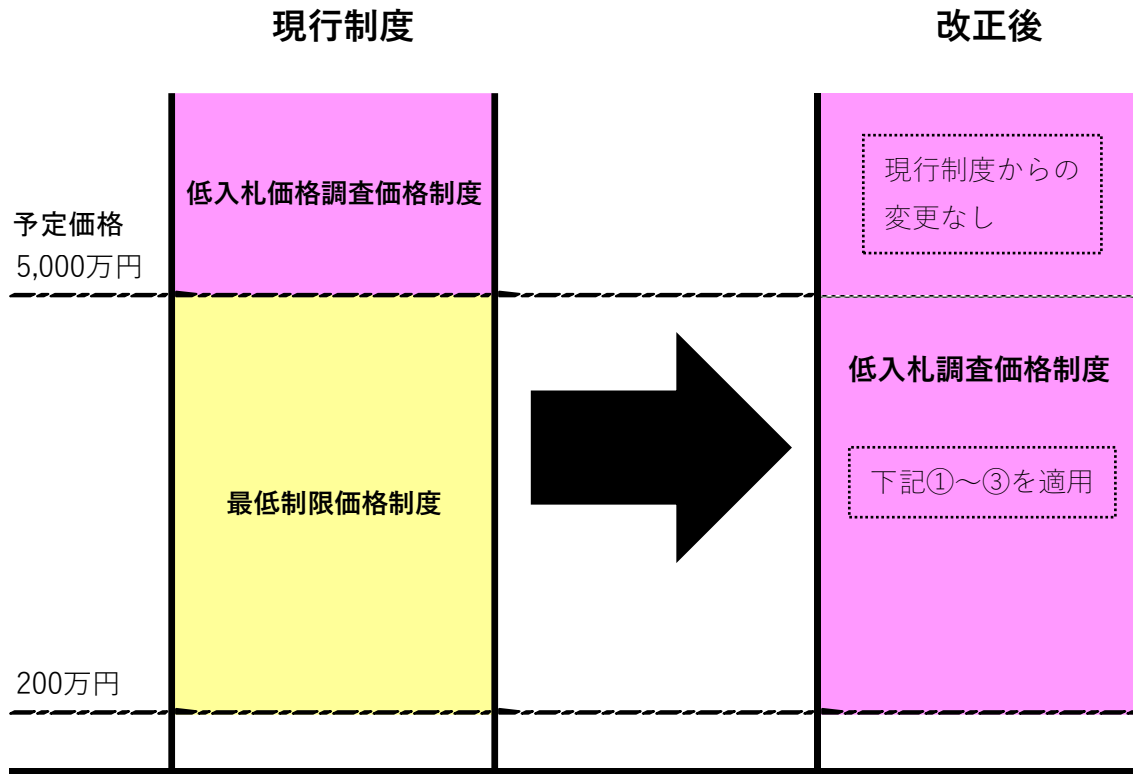 現行制度
改正後
低入札価格調査価格制度
現行制度からの
変更なし
予定価格
5,000万円
低入札調査価格制度
最低制限価格制度
下記①～③を適用
200万円